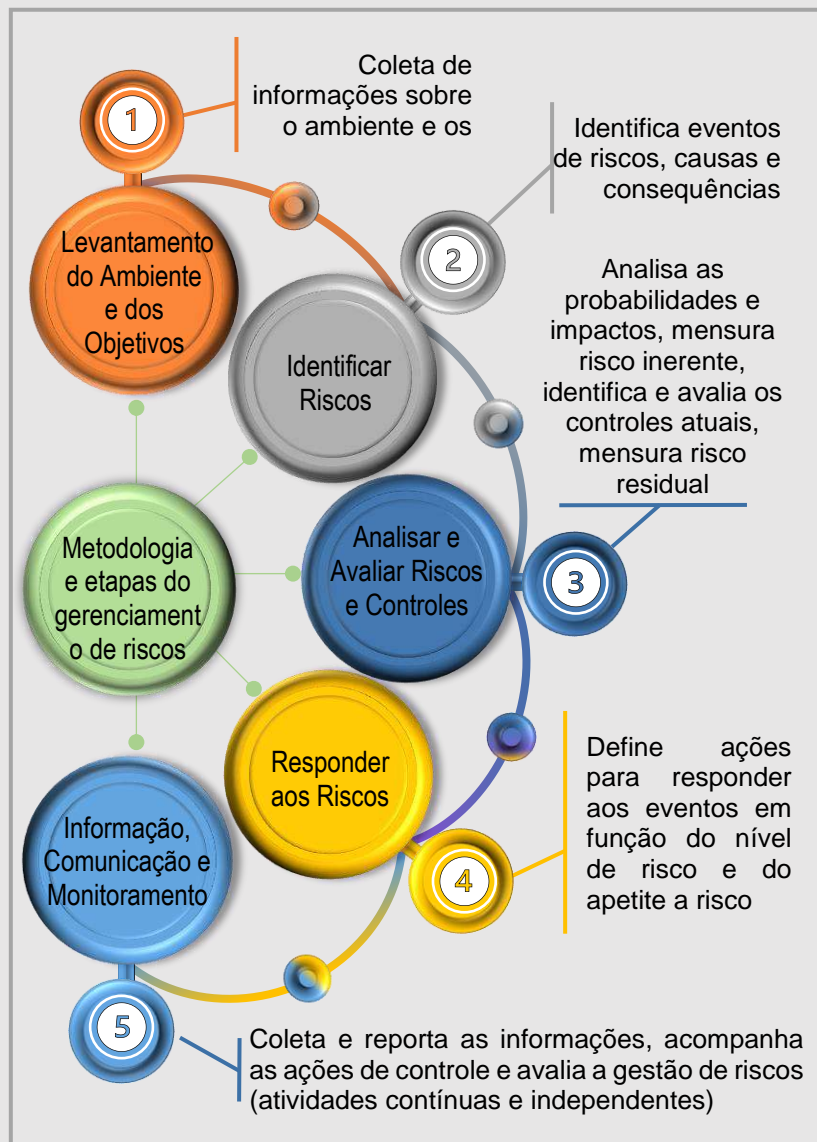 1
Coleta de
informações sobre
o ambiente e os
Levantamento
do Ambiente
e dos
Objetivos
2
Identifica eventos
de riscos, causas e
consequências
Identificar
Riscos
Analisa as
probabilidades e
impactos, mensura
risco inerente,
identifica e avalia os
controles atuais,
mensura risco
residual
Metodologia
e etapas do
gerenciament
o de riscos
Analisar e
Avaliar Riscos
e Controles
3
Responder
aos Riscos
4
Define ações
para responder
aos eventos em
função do nível
de risco e do
apetite a risco
Informação,
Comunicação e
Monitoramento
5
Coleta e reporta as informações, acompanha
as ações de controle e avalia a gestão de riscos
(atividades contínuas e independentes)